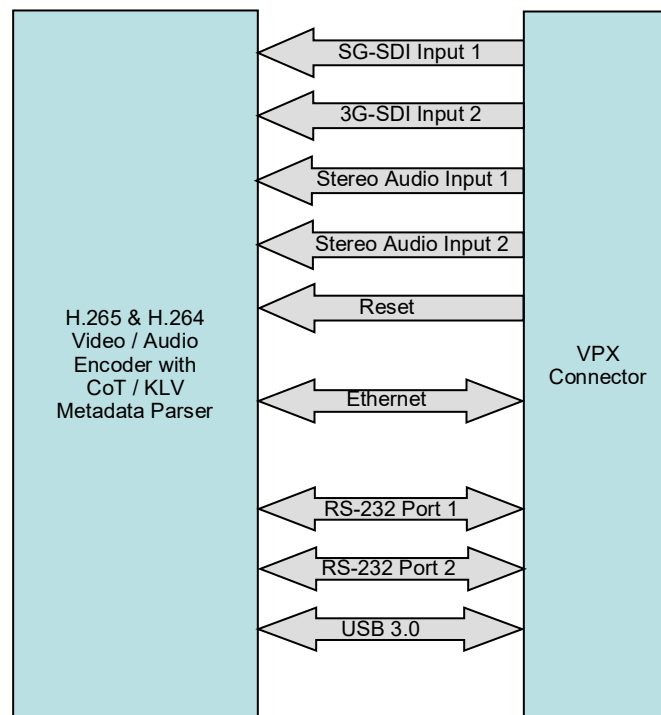 SG-SDI Input 1
3G-SDI Input 2
Stereo Audio Input 1
Stereo Audio Input 2
Reset
H.265 & H.264
Video / Audio
Encoder with
CoT / KLV
Metadata Parser
VPX
Connector
Ethernet
RS-232 Port 1
RS-232 Port 2
USB 3.0